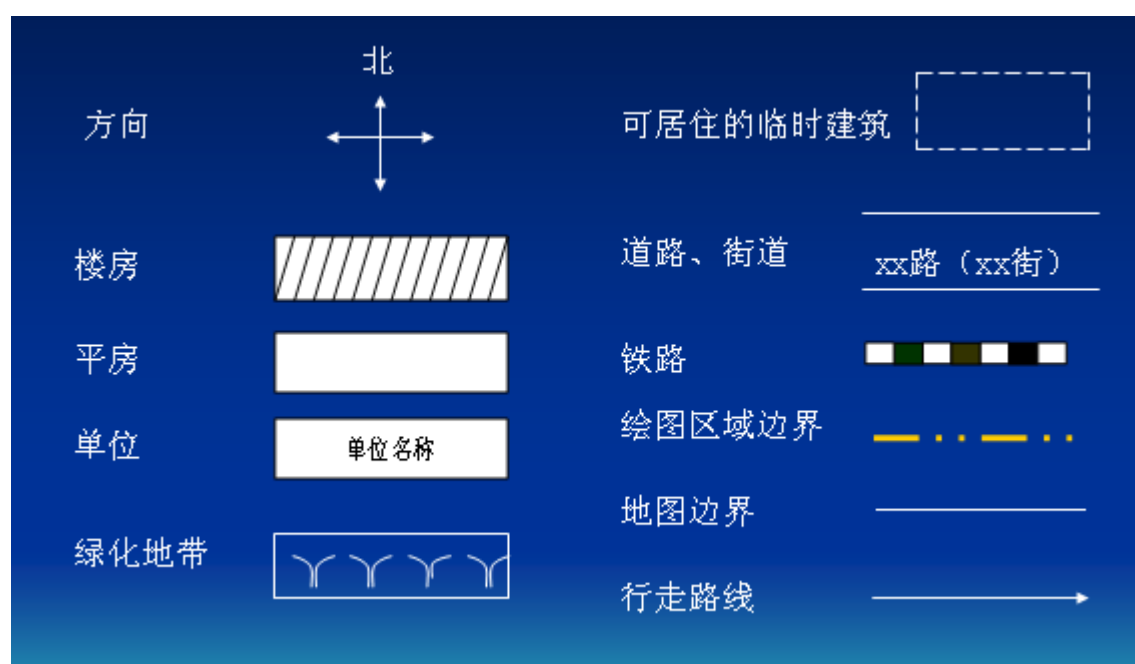 北
方向
楼房
平房
单位
单位名称
绿化地带
可居住的临时建筑
道路、街道
xx路（xx街）
铁路
绘图区域边界
地图边界
行走路线